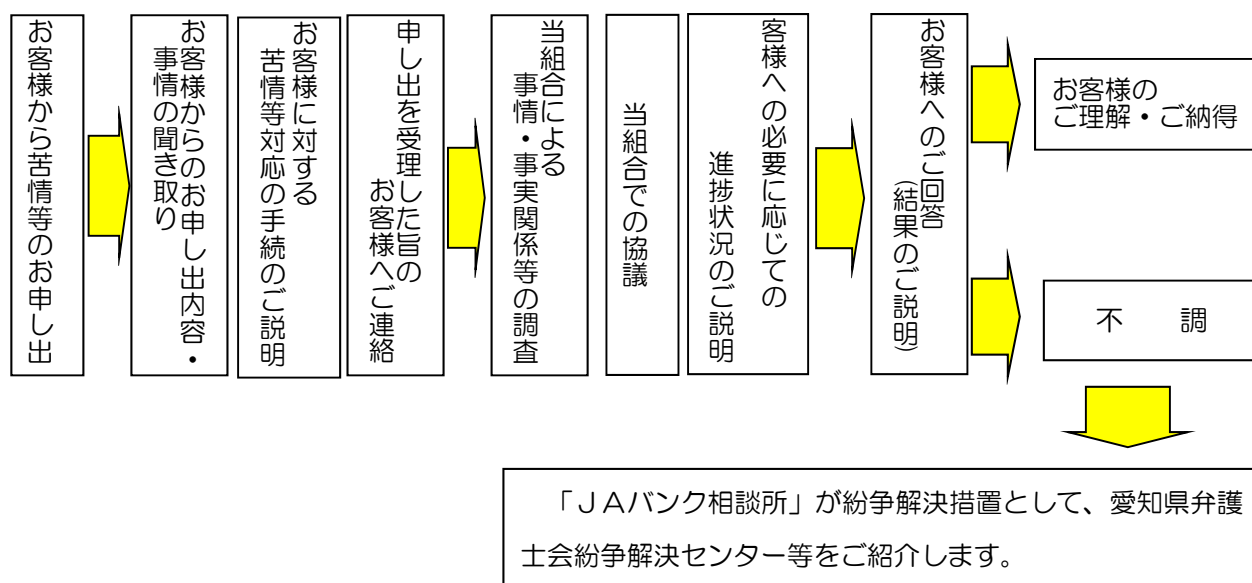 お客様から苦情等のお申し出
お客様からのお申し出内容・
事情の聞き取り
お客様に対する
苦情等対応の手続のご説明
申し出を受理した旨の
お客様へご連絡
当組合による
事情・事実関係等の調査
当組合での協議
客様への必要に応じての
進捗状況のご説明
お客様へのご回答
（結果のご説明）
お客様の
ご理解・ご納得
不　調
「ＪＡバンク相談所」が紛争解決措置として、愛知県弁護
士会紛争解決センター等をご紹介します。